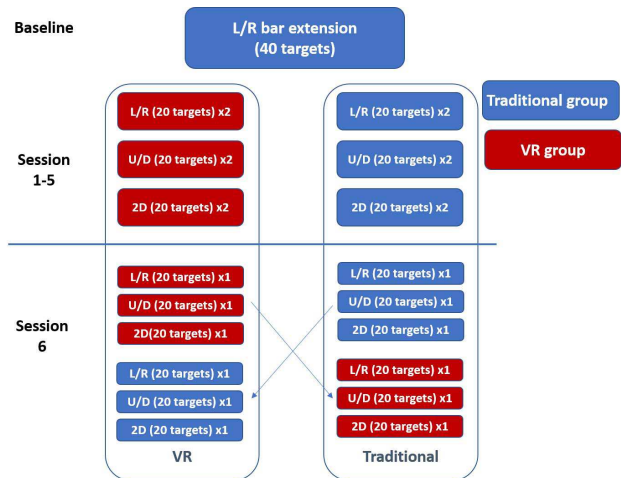 Baseline
L/R bar extension
(40 targets)
Traditional group
VR group
Session
1-5
L/R (20 targets) x2
U/D (20 targets) x2
2D (20 targets) x2
L/R (20 targets) x2
U/D (20 targets) x2
2D (20 targets) x2
Session
6
L/R (20 targets) x1
U/D (20 targets) x1
2D(20 targets) x1
L/R (20 targets) x1
U/D (20 targets) x1
2D (20 targets) x1
VR
L/R (20 targets) x1
U/D (20 targets) x1
2D (20 targets) x1
L/R (20 targets) x1
U/D (20 targets) x1
2D (20 targets) x1
Traditional